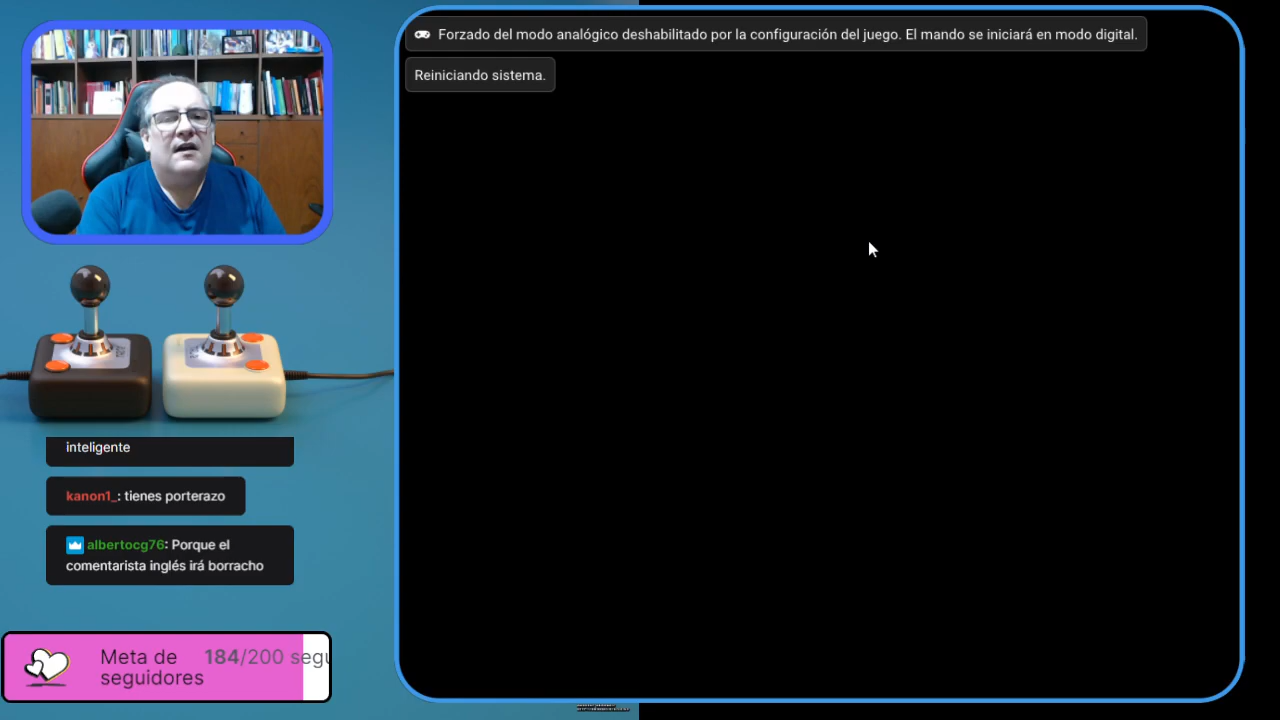 Forzado del modo analógico deshabilitado por la configuración del juego. El mando se iniciará en modo digital.
Reiniciando sistema.
inteligente
kanon1_: tienes porterazo
albertocg76: Porque el
comentarista inglés irá borracho
Meta de
seguidores
184/200 segu